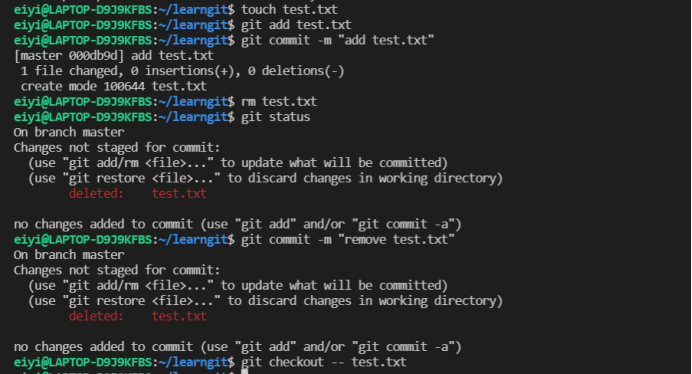 eiyi@LAPTOP-D9J9KFBS:~/learngit$ touch test.txt
eiyi@LAPTOP-D9J9KFBS:~/learngit$ git add test.txt
eiyi@LAPTOP-D9J9KFBS:~/learngit$ git commit -m "add test.txt"
[master 000db9d] add test.txt
 1 file changed, 0 insertions(+), 0 deletions(-)
 create mode 100644 test.txt
eiyi@LAPTOP-D9J9KFBS:~/learngit$ rm test.txt
eiyi@LAPTOP-D9J9KFBS:~/learngit$ git status
On branch master
Changes not staged for commit:
  (use "git add/rm <file>..." to update what will be committed)
  (use "git restore <file>..." to discard changes in working directory)
        deleted:    test.txt

no changes added to commit (use "git add" and/or "git commit -a")
eiyi@LAPTOP-D9J9KFBS:~/learngit$ git commit -m "remove test.txt"
On branch master
Changes not staged for commit:
  (use "git add/rm <file>..." to update what will be committed)
  (use "git restore <file>..." to discard changes in working directory)
        deleted:    test.txt

no changes added to commit (use "git add" and/or "git commit -a")
eiyi@LAPTOP-D9J9KFBS:~/learngit$ git checkout -- test.txt